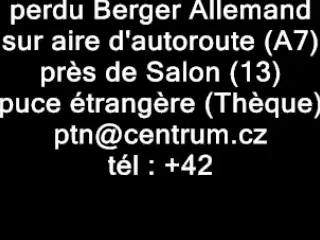 perdu Berger Allemand
sur aire d'autoroute (A7)
près de Salon (13)
puce étrangère (Thèque)
ptn@centrum.cz
tél : +42